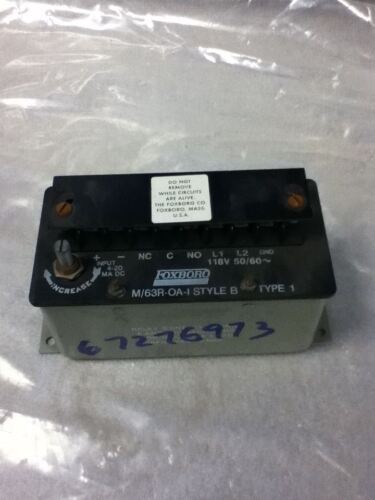 DO NOT
REMOVE
WHILE CIRCUITS
ARE ALIVE.
THE FOXBORO CO.
FOXBORO, MASS.
U.S.A.
+ - NC C NO L1 L2 GND
INPUT
4-20
MA DC
118V 50/60~
INCREASE
FOXBORO
M/63R-OA-I STYLE B TYPE 1
67276973